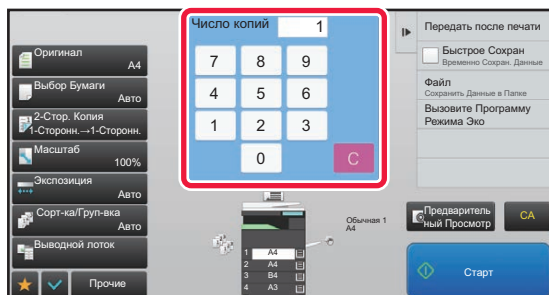 Число копий
1
7
8
9
4
5
6
1
2
3
0
C
Оригинал
A4
Выбор Бумаги
Авто
2-Стор. Копия
1-Сторонн.→1-Сторонн.
Масштаб
100%
Экспозиция
Авто
Сорт-ка/Груп-вка
Авто
Выводной лоток
Прочие
Обычная 1
A4
1 A4
2 A4
3 B4
4 A3
Передать после печати
Быстрое Сохран
Временно Сохран. Данные
Файл
Сохранить Данные в Папке
Вызовите Программу
Режима Эко
Предваритель
ный Просмотр
CA
Старт